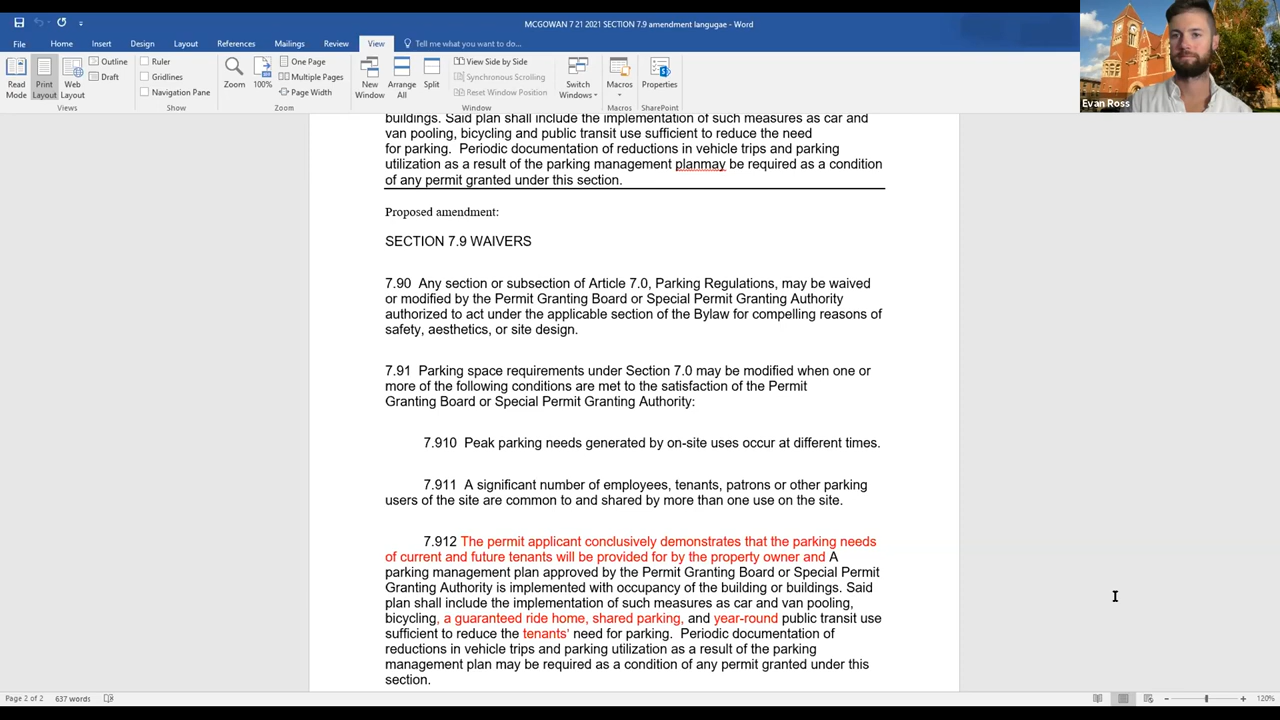 MCGOWAN 7 21 2021 SECTION 7.9 amendment langugae - Word
Evan Ross
File Home Insert Design Layout References Mailings Review View Tell me what you want to do...
Read Mode
Print Layout
Web Layout
Outline
Draft
Views
Ruler
Gridlines
Navigation Pane
Show
Zoom
100%
One Page
Multiple Pages
Page Width
Zoom
New Window
Arrange All
Split
View Side by Side
Synchronous Scrolling
Reset Window Position
Window
Switch Windows
Macros
Macros
Properties
SharePoint
buildings. Said plan shall include the implementation of such measures as car and
van pooling, bicycling and public transit use sufficient to reduce the need
for parking. Periodic documentation of reductions in vehicle trips and parking
utilization as a result of the parking management planmay be required as a condition
of any permit granted under this section.
Proposed amendment:
SECTION 7.9 WAIVERS
7.90 Any section or subsection of Article 7.0, Parking Regulations, may be waived
or modified by the Permit Granting Board or Special Permit Granting Authority
authorized to act under the applicable section of the Bylaw for compelling reasons of
safety, aesthetics, or site design.
7.91 Parking space requirements under Section 7.0 may be modified when one or
more of the following conditions are met to the satisfaction of the Permit
Granting Board or Special Permit Granting Authority:
7.910 Peak parking needs generated by on-site uses occur at different times.
7.911 A significant number of employees, tenants, patrons or other parking
users of the site are common to and shared by more than one use on the site.
7.912 The permit applicant conclusively demonstrates that the parking needs
of current and future tenants will be provided for by the property owner and A
parking management plan approved by the Permit Granting Board or Special Permit
Granting Authority is implemented with occupancy of the building or buildings. Said
plan shall include the implementation of such measures as car and van pooling,
bicycling, a guaranteed ride home, shared parking, and year-round public transit use
sufficient to reduce the tenants' need for parking. Periodic documentation of
reductions in vehicle trips and parking utilization as a result of the parking
management plan may be required as a condition of any permit granted under this
section.
Page 2 of 2 637 words 120%